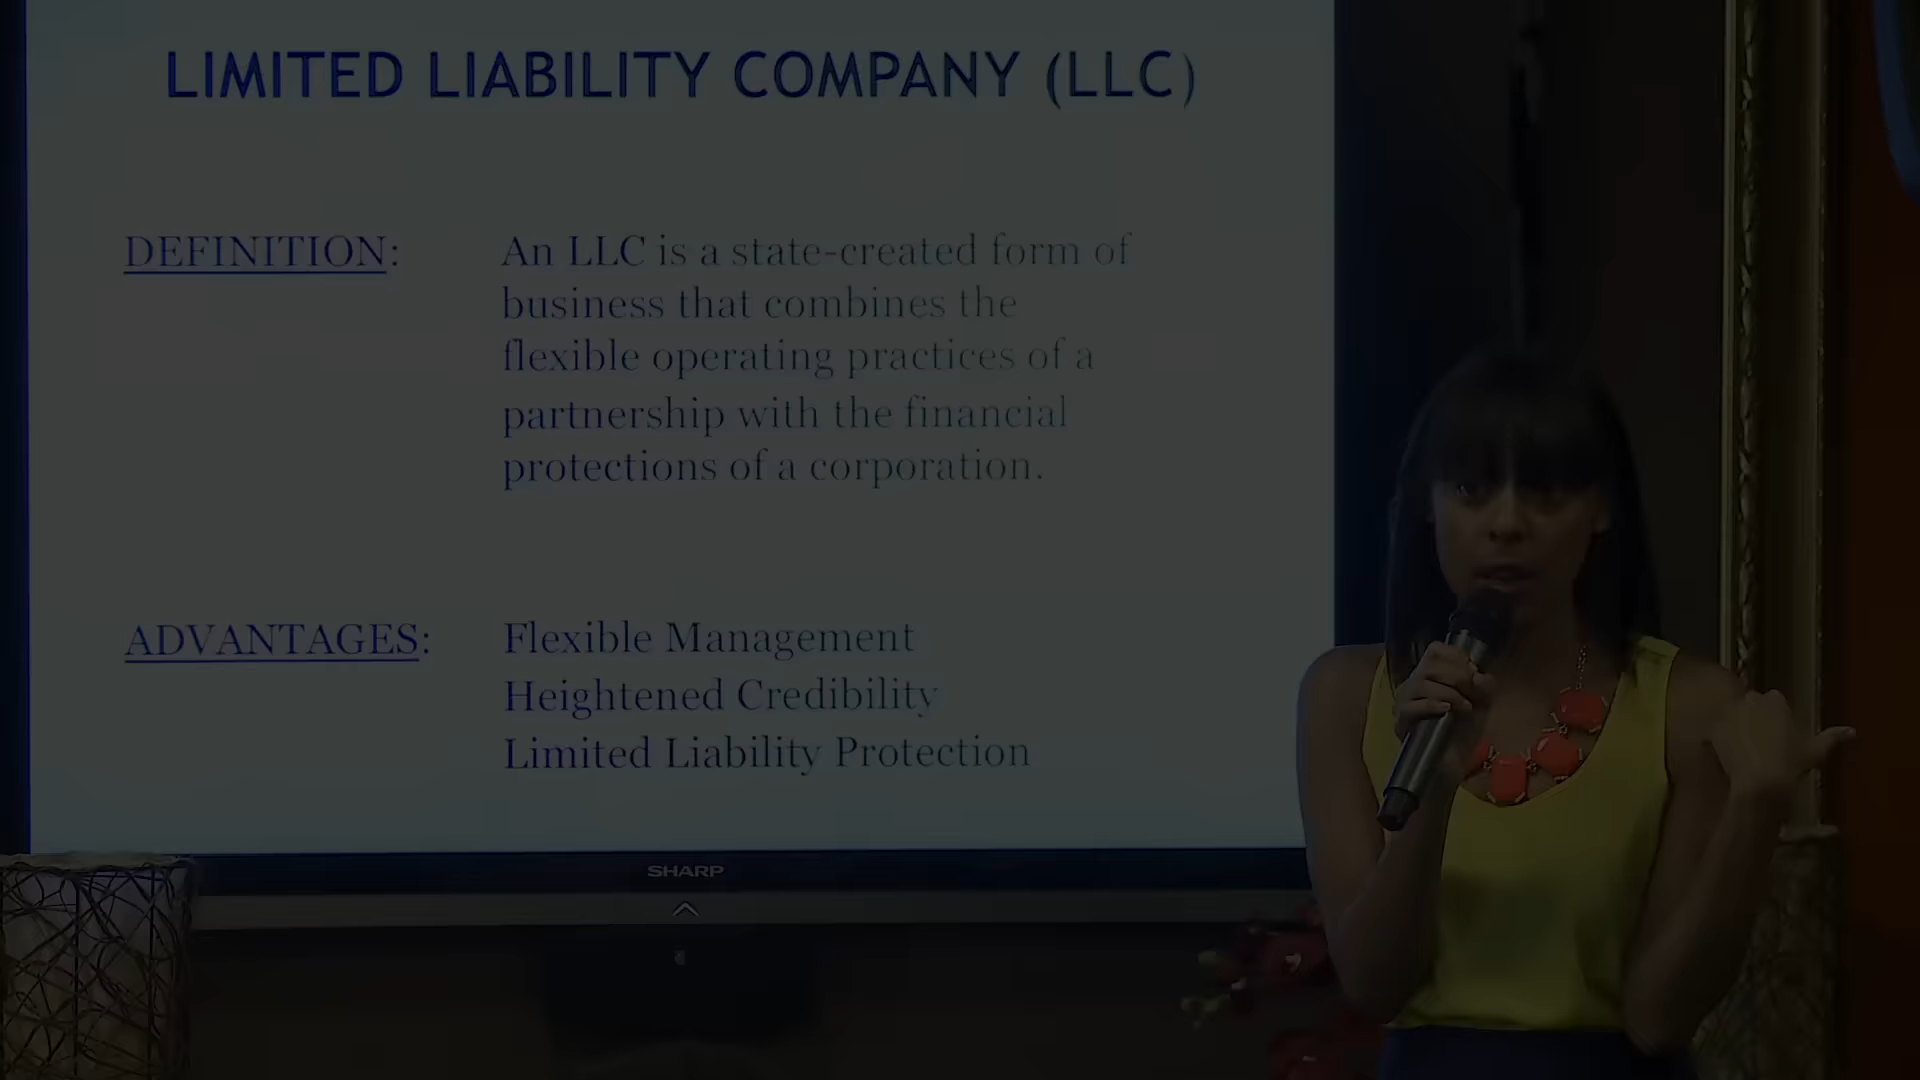 LIMITED LIABILITY COMPANY (LLC)
DEFINITION: An LLC is a state-created form of
business that combines the
flexible operating practices of a
partnership with the financial
protections of a corporation.
ADVANTAGES: Flexible Management
Heightened Credibility
Limited Liability Protection
SHARP